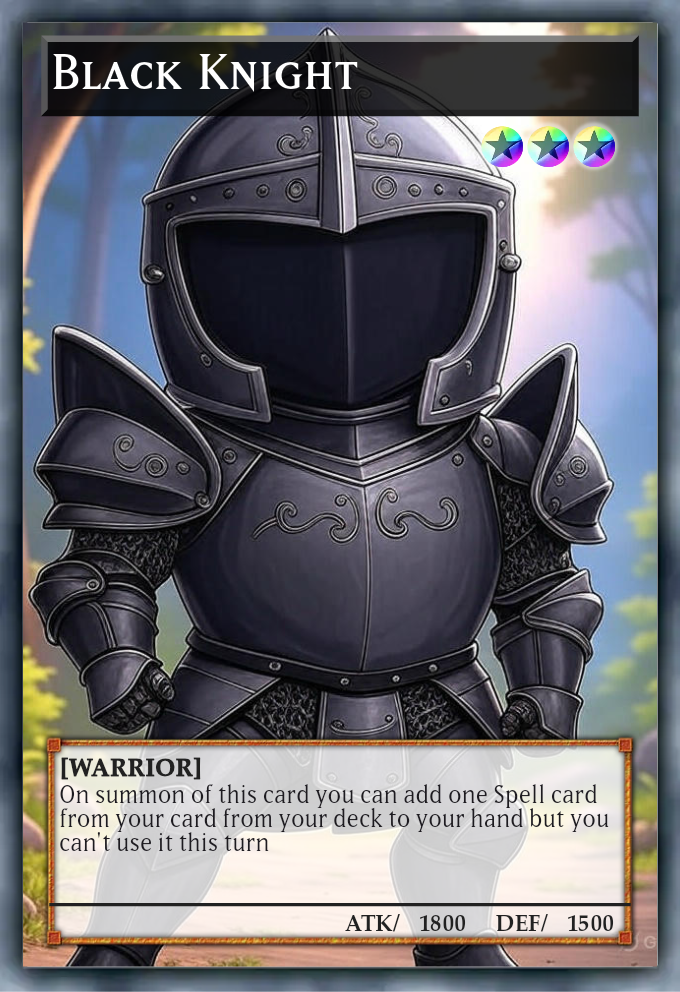 Black Knight
[WARRIOR]
On summon of this card you can add one Spell card
from your card from your deck to your hand but you
can't use it this turn
ATK/ 1800 DEF/ 1500
G